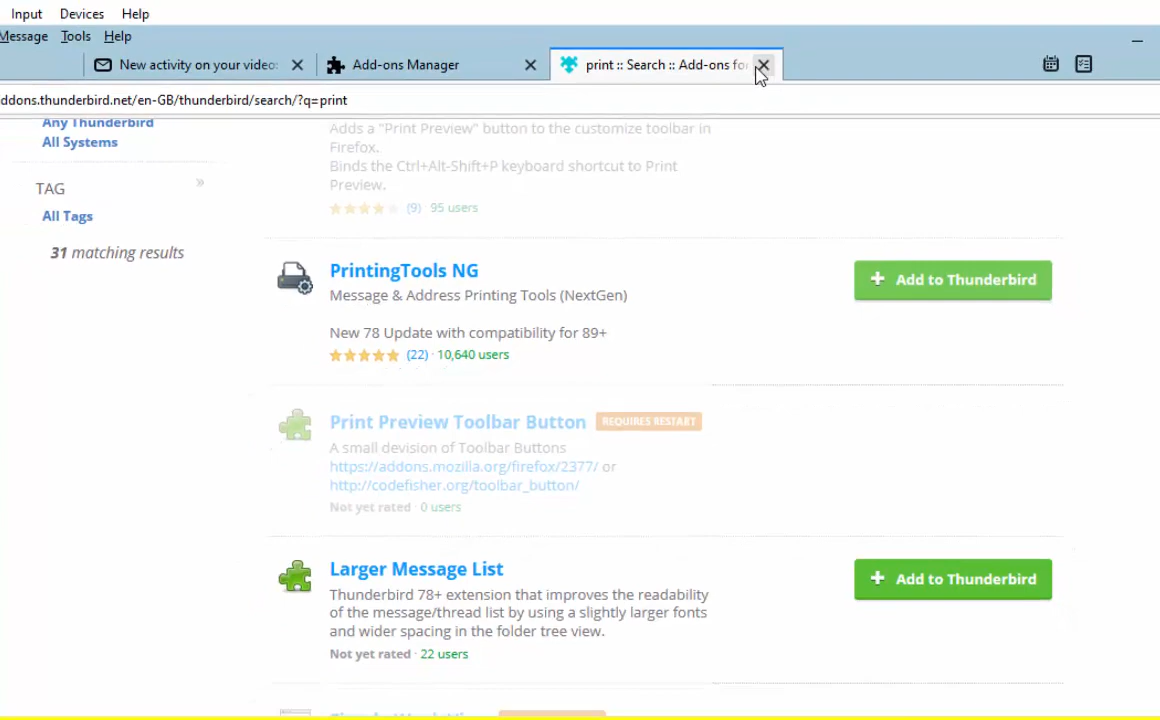 Input Devices Help
Message Tools Help
New activity on your video:
Add-ons Manager
print :: Search :: Add-ons for
ddons.thunderbird.net/en-GB/thunderbird/search/?q=print
Any Thunderbird
All Systems
TAG »
All Tags
31 matching results
Adds a "Print Preview" button to the customize toolbar in
Firefox.
Binds the Ctrl+Alt-Shift+P keyboard shortcut to Print
Preview.
(9) 95 users
PrintingTools NG
Message & Address Printing Tools (NextGen)
New 78 Update with compatibility for 89+
(22) · 10,640 users
+ Add to Thunderbird
Print Preview Toolbar Button REQUIRES RESTART
A small devision of Toolbar Buttons
https://addons.mozilla.org/firefox/2377/ or
http://codefisher.org/toolbar_button/
Not yet rated · 0 users
Larger Message List
Thunderbird 78+ extension that improves the readability
of the message/thread list by using a slightly larger fonts
and wider spacing in the folder tree view.
Not yet rated · 22 users
+ Add to Thunderbird